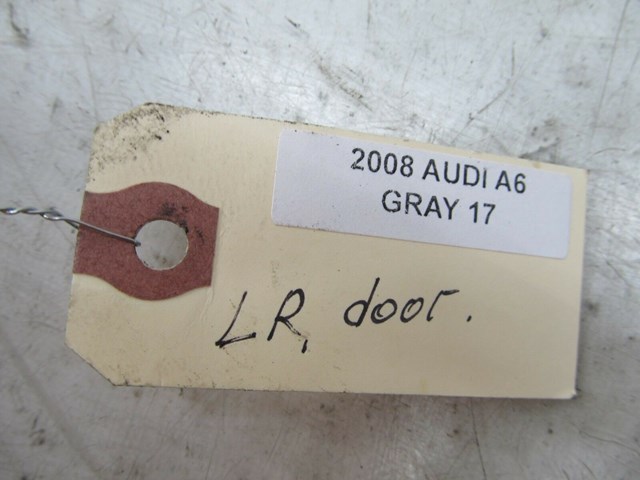 2008 AUDI A6
GRAY 17
LR, door.